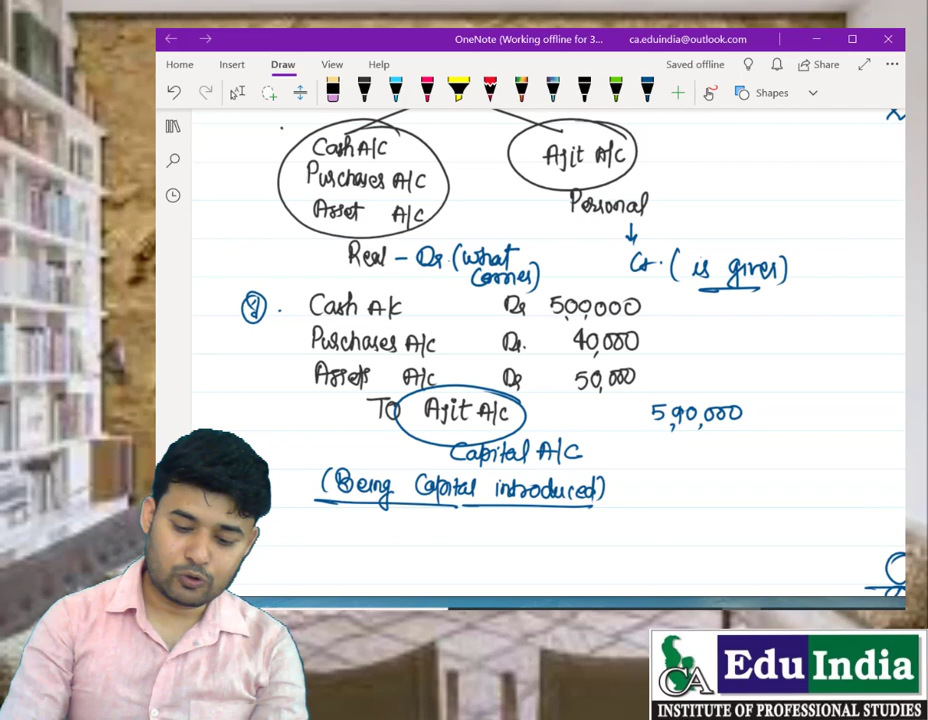 OneNote (Working offline for 3...
ca.eduindia@outlook.com
Home Insert Draw View Help
Saved offline
Share
Shapes
Cash A/C
Purchases A/C
Asset A/C
Ajit A/C
Personal
Real - Dr. (what comes)
Cr. ( is giver)
Cash A/c Dr 5,00,000
Purchases A/C Dr. 40,000
Assets A/C Dr 50,000
To Ajit A/C 5,90,000
Capital A/C
(Being Capital introduced)
CA
Edu India
INSTITUTE OF PROFESSIONAL STUDIES